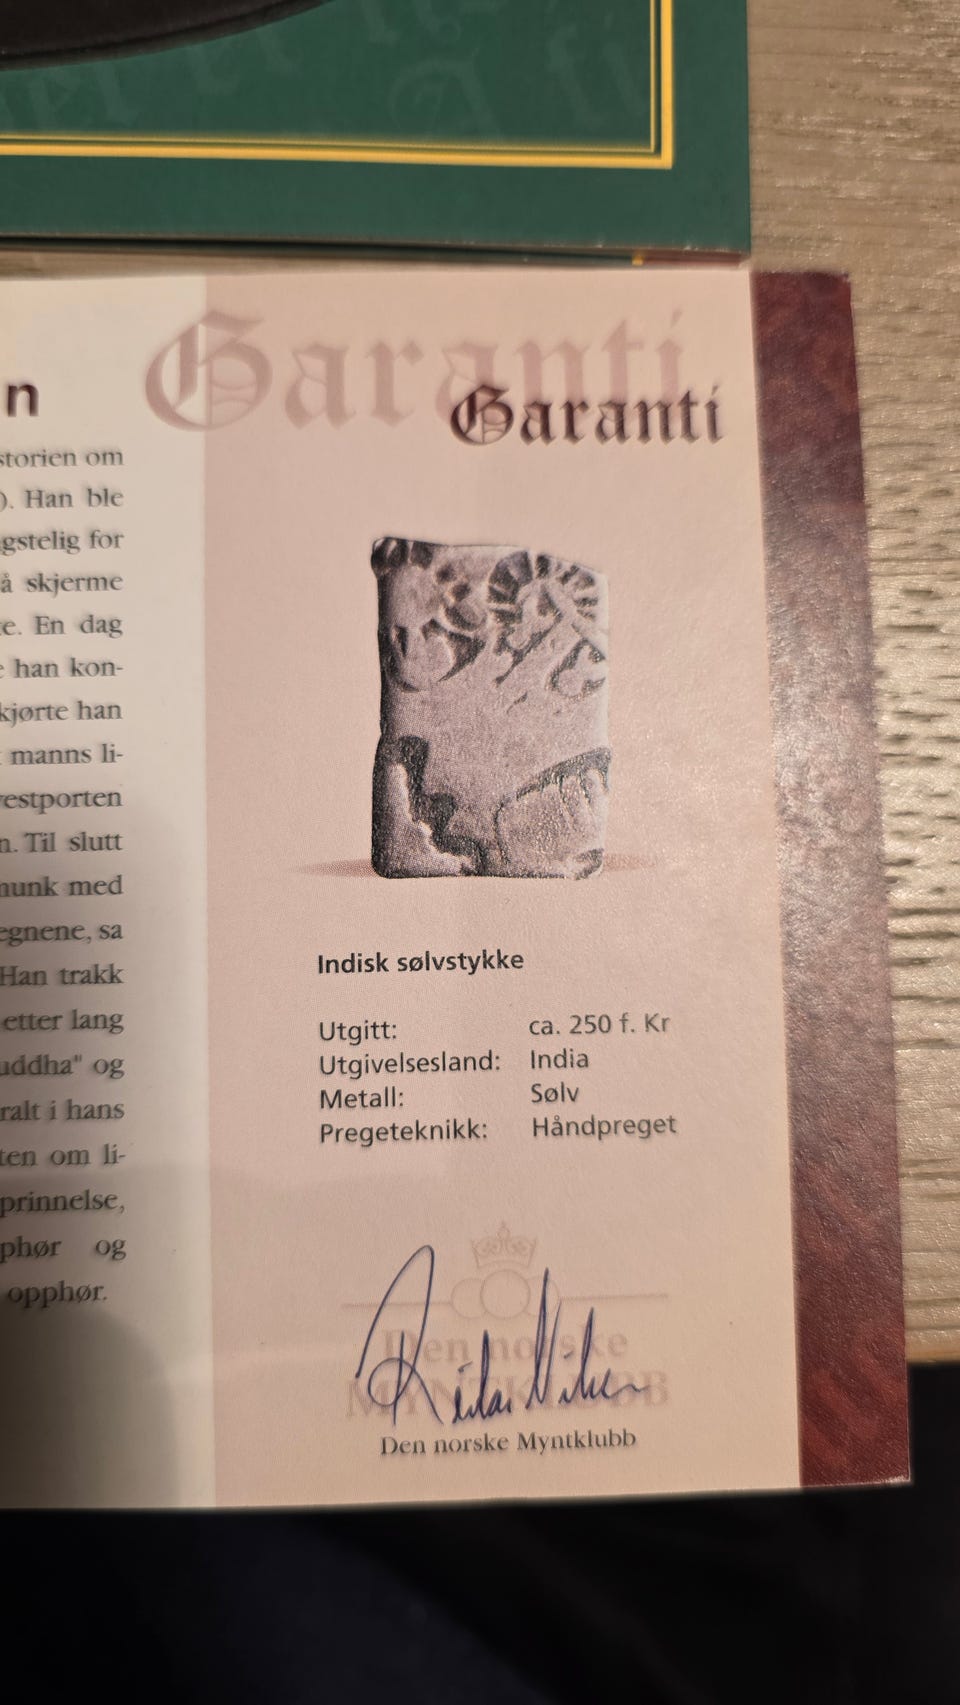 n
storien om
). Han ble
gstelig for
å skjerme
e. En dag
han kon-
kjørte han
manns li-
estporten
n. Til slutt
munk med
egnene, sa
Han trakk
etter lang
uddha" og
ralt i hans
ten om li-
prinnelse,
phør og
opphør.
Garanti
Garanti
Indisk sølvstykke
Utgitt: ca. 250 f. Kr
Utgivelsesland: India
Metall: Sølv
Pregeteknikk: Håndpreget
Den norske
MYNTKLUBB
Den norske Myntklubb